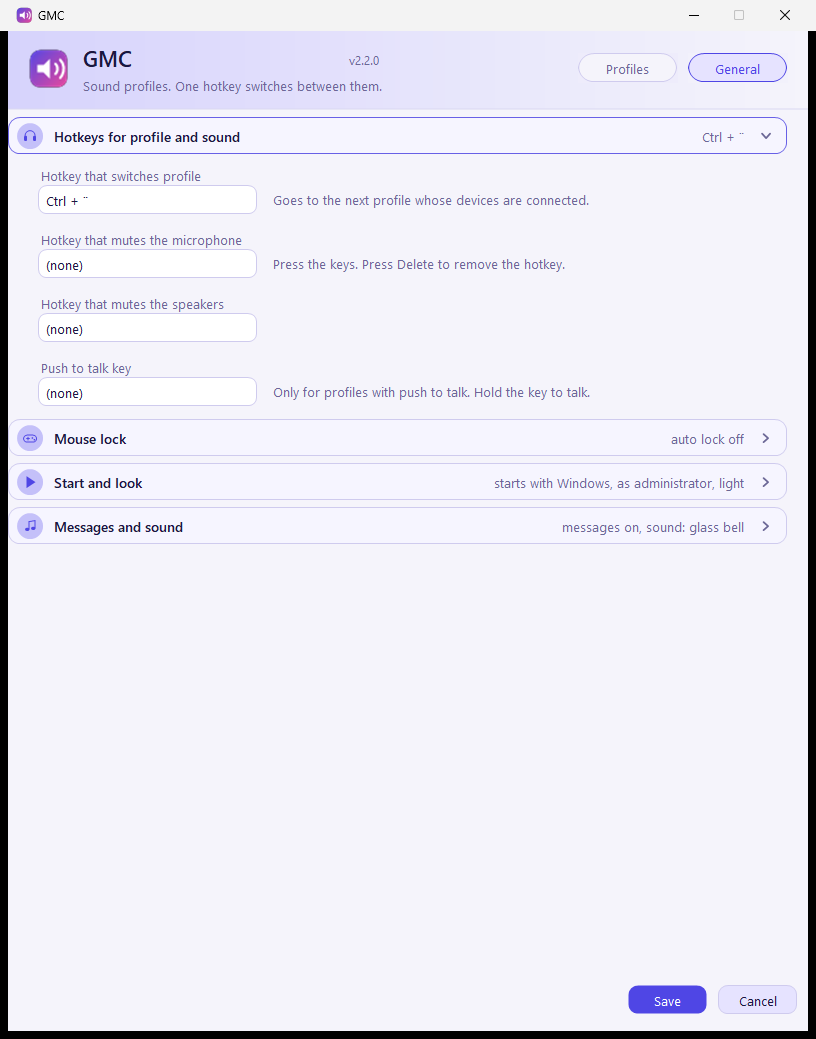 GMC
GMC
v2.2.0
Sound profiles. One hotkey switches between them.
Profiles
General
Hotkeys for profile and sound
Ctrl + ¨
Hotkey that switches profile
Ctrl + ¨
Goes to the next profile whose devices are connected.
Hotkey that mutes the microphone
(none)
Press the keys. Press Delete to remove the hotkey.
Hotkey that mutes the speakers
(none)
Push to talk key
(none)
Only for profiles with push to talk. Hold the key to talk.
Mouse lock
auto lock off
Start and look
starts with Windows, as administrator, light
Messages and sound
messages on, sound: glass bell
Save
Cancel